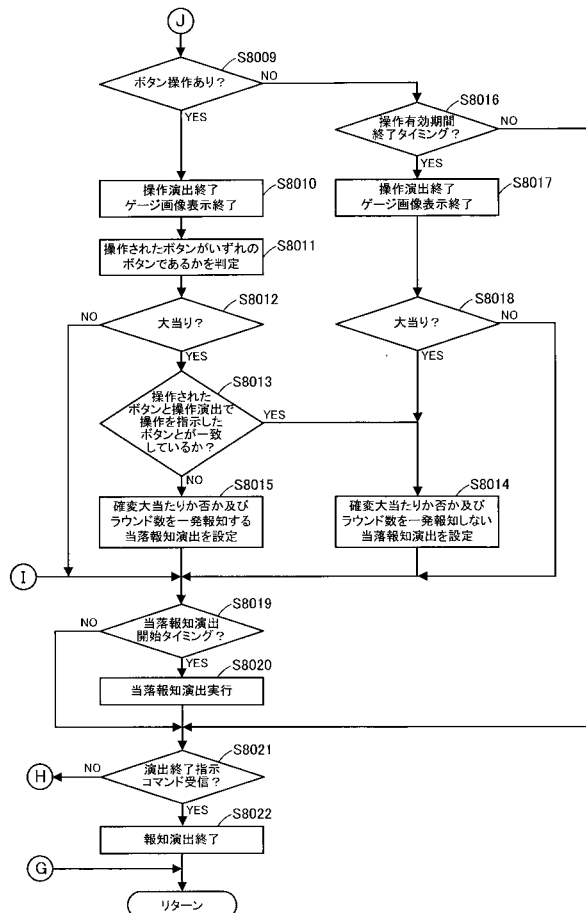 J
S8009
ボタン操作あり?
NO
YES
S8016
操作有効期間
終了タイミング?
NO
YES
S8010
操作演出終了
ゲージ画像表示終了
S8017
操作演出終了
ゲージ画像表示終了
S8011
操作されたボタンがいずれの
ボタンであるかを判定
S8012
大当り?
NO
YES
S8018
大当り?
NO
YES
S8013
操作された
ボタンと操作演出で
操作を指示した
ボタンとが一致
しているか?
YES
NO
S8015
確変大当たりか否か及び
ラウンド数を一発報知する
当落報知演出を設定
S8014
確変大当たりか否か及び
ラウンド数を一発報知しない
当落報知演出を設定
I
S8019
当落報知演出
開始タイミング?
NO
YES
S8020
当落報知演出実行
S8021
演出終了指示
コマンド受信?
NO
H
YES
S8022
報知演出終了
G
リターン